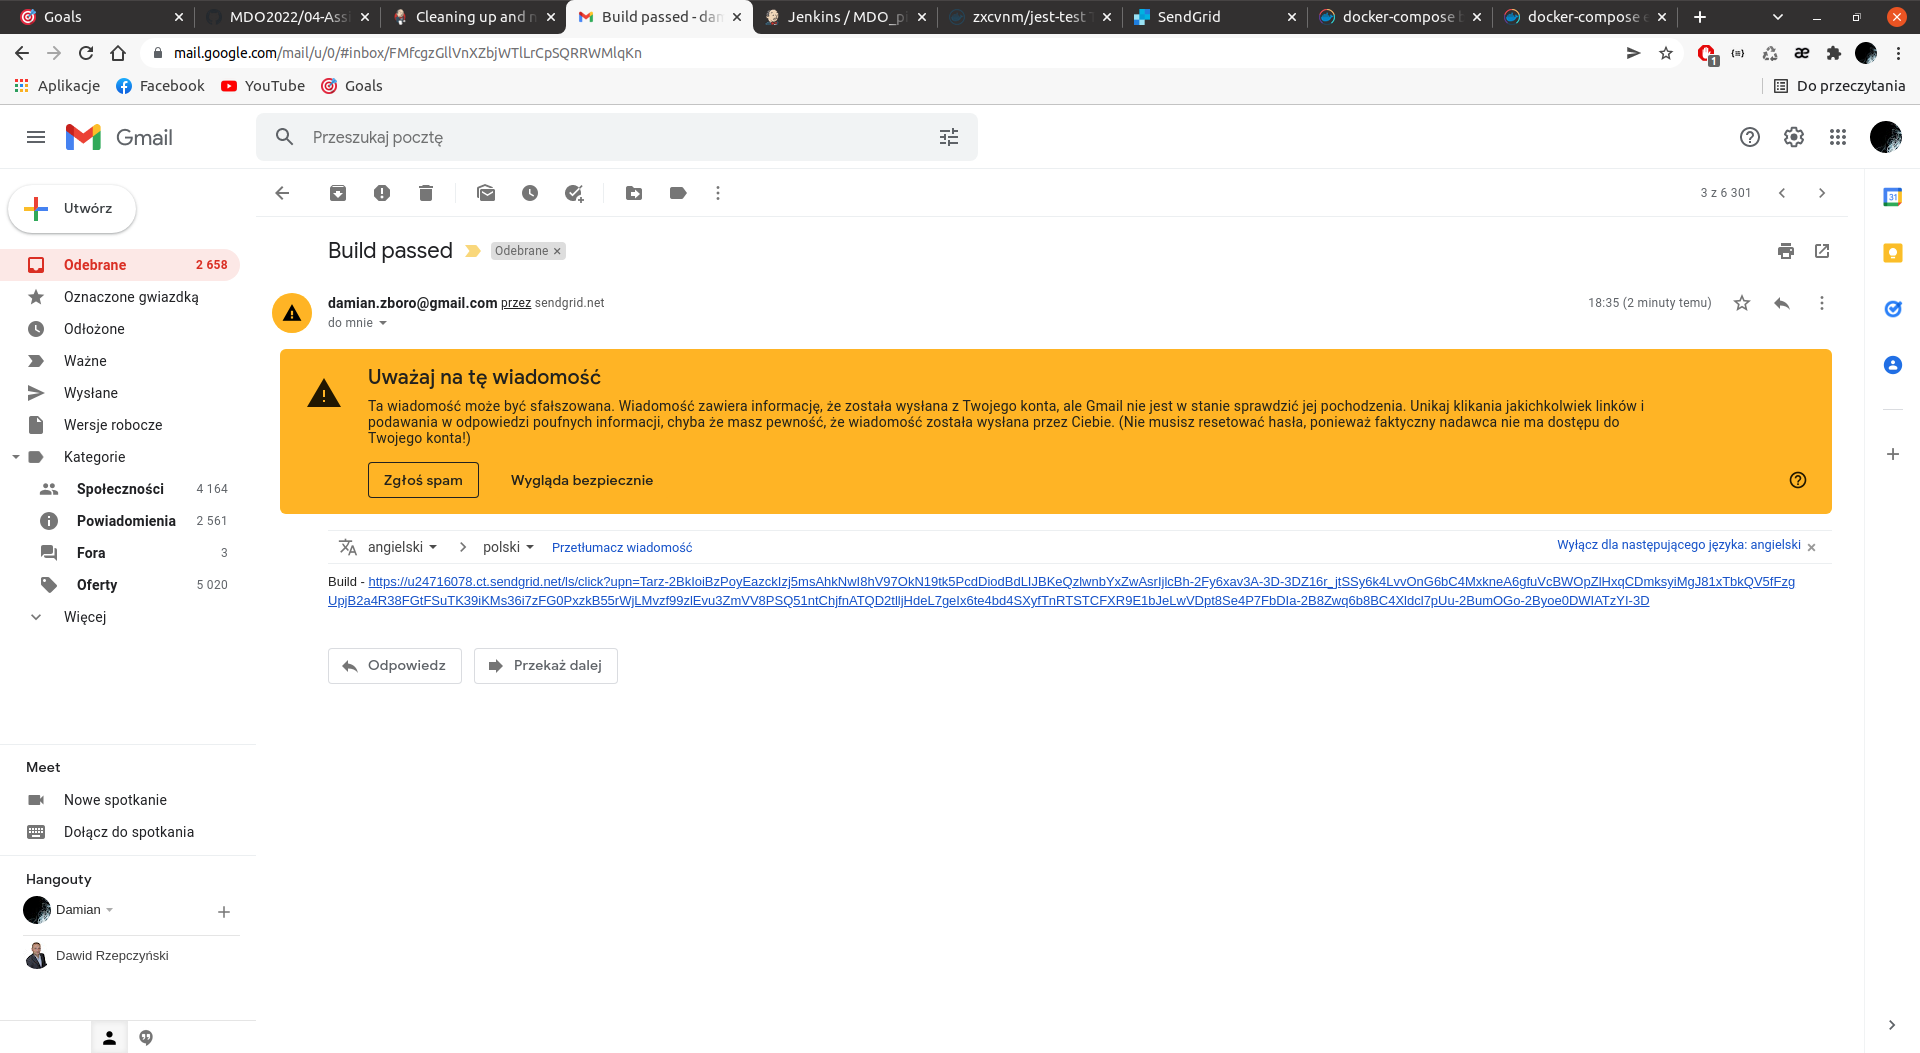 Goals
MDO2022/04-Assi
Cleaning up and n
Build passed - dam
Jenkins / MDO_pi
zxcvnm/jest-test
SendGrid
docker-compose b
docker-compose e
mail.google.com/mail/u/0/#inbox/FMfcgzGllVnXZbjWTlLrCpSQRRWMlqKn
1
Aplikacje
Facebook
YouTube
Goals
Do przeczytania
Gmail
Przeszukaj pocztę
Utwórz
3 z 6 301
31
Build passed
Odebrane
Odebrane 2 658
Oznaczone gwiazdką
Odłożone
Ważne
Wysłane
Wersje robocze
Kategorie
Społeczności 4 164
Powiadomienia 2 561
Fora 3
Oferty 5 020
Więcej
damian.zboro@gmail.com przez sendgrid.net
18:35 (2 minuty temu)
do mnie
Uważaj na tę wiadomość
Ta wiadomość może być sfałszowana. Wiadomość zawiera informację, że została wysłana z Twojego konta, ale Gmail nie jest w stanie sprawdzić jej pochodzenia. Unikaj klikania jakichkolwiek linków i
podawania w odpowiedzi poufnych informacji, chyba że masz pewność, że wiadomość została wysłana przez Ciebie. (Nie musisz resetować hasła, ponieważ faktyczny nadawca nie ma dostępu do
Twojego konta!)
Zgłoś spam
Wygląda bezpiecznie
angielski
polski
Przetłumacz wiadomość
Wyłącz dla następującego języka: angielski
Build - https://u24716078.ct.sendgrid.net/ls/click?upn=Tarz-2BkIoiBzPoyEazckIzj5msAhkNwI8hV97OkN19tk5PcdDiodBdLIJBKeQzlwnbYxZwAsrIjlcBh-2Fy6xav3A-3D-3DZ16r_jtSSy6k4LvvOnG6bC4MxkneA6gfuVcBWOpZlHxqCDmksyiMgJ81xTbkQV5fFzg
UpjB2a4R38FGtFSuTK39iKMs36i7zFG0PxzkB55rWjLMvzf99zlEvu3ZmVV8PSQ51ntChjfnATQD2tlljHdeL7geIx6te4bd4SXyfTnRTSTCFXR9E1bJeLwVDpt8Se4P7FbDIa-2B8Zwq6b8BC4Xldcl7pUu-2BumOGo-2Byoe0DWIATzYI-3D
Odpowiedz
Przekaż dalej
Meet
Nowe spotkanie
Dołącz do spotkania
Hangouty
Damian
Dawid Rzepczyński